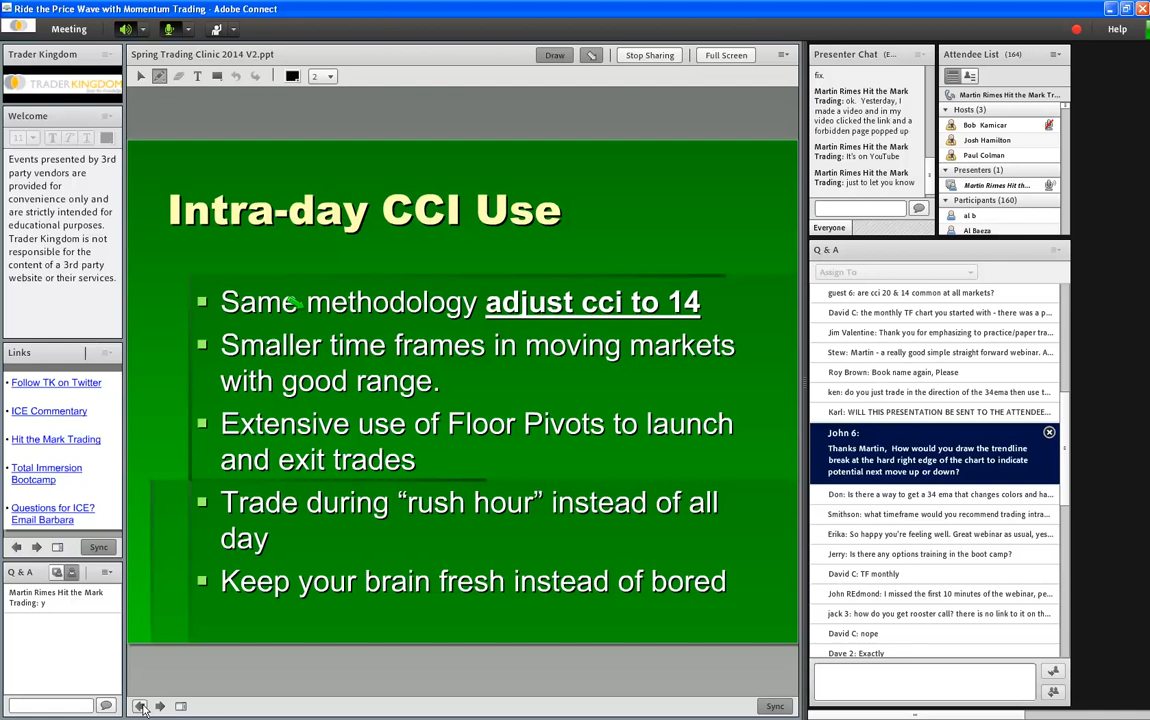 Ride the Price Wave with Momentum Trading - Adobe Connect
Meeting
Help
Trader Kingdom
TRADERKINGDOM
Welcome
11
T T T
Events presented by 3rd
party vendors are
provided for
convenience only and
are strictly intended for
educational purposes.
Trader Kingdom is not
responsible for the
content of a 3rd party
website or their services.
Links
Follow TK on Twitter
ICE Commentary
Hit the Mark Trading
Total Immersion
Bootcamp
Questions for ICE?
Email Barbara
Sync
Q & A
Martin Rimes Hit the Mark
Trading: y
Spring Trading Clinic 2014 V2.ppt
Draw
Stop Sharing
Full Screen
T
2
Intra-day CCI Use
Same methodology adjust cci to 14
Smaller time frames in moving markets
with good range.
Extensive use of Floor Pivots to launch
and exit trades
Trade during “rush hour” instead of all
day
Keep your brain fresh instead of bored
Sync
Presenter Chat (E...
fix.
Martin Rimes Hit the Mark
Trading: ok. Yesterday, I
made a video and in my
video clicked the link and a
forbidden page popped up
Martin Rimes Hit the Mark
Trading: It's on YouTube
Martin Rimes Hit the Mark
Trading: just to let you know
Everyone
Attendee List (164)
Martin Rimes Hit the Mark Tr...
Hosts (3)
Bob Kamicar
Josh Hamilton
Paul Colman
Presenters (1)
Martin Rimes Hit th...
Participants (160)
al b
Al Baeza
Q & A
Assign To
guest 6: are cci 20 & 14 common at all markets?
David C: the monthly TF chart you started with - there was a p...
Jim Valentine: Thank you for emphasizing to practice/paper tra...
Stew: Martin - a really good simple straight forward webinar. A...
Roy Brown: Book name again, Please
ken: do you just trade in the direction of the 34ema then use t...
Karl: WILL THIS PRESENTATION BE SENT TO THE ATTENDEE...
John 6:
Thanks Martin, How would you draw the trendline
break at the hard right edge of the chart to indicate
potential next move up or down?
Don: Is there a way to get a 34 ema that changes colors and ha...
Smithson: what timeframe would you recommend trading intra...
Erika: So happy you're feeling well. Great webinar as usual, yes...
Jerry: Is there any options training in the boot camp?
David C: TF monthly
John REdmond: I missed the first 10 minutes of the webinar, pe...
jack 3: how do you get rooster call? there is no link to it on th...
David C: nope
Dave 2: Exactly